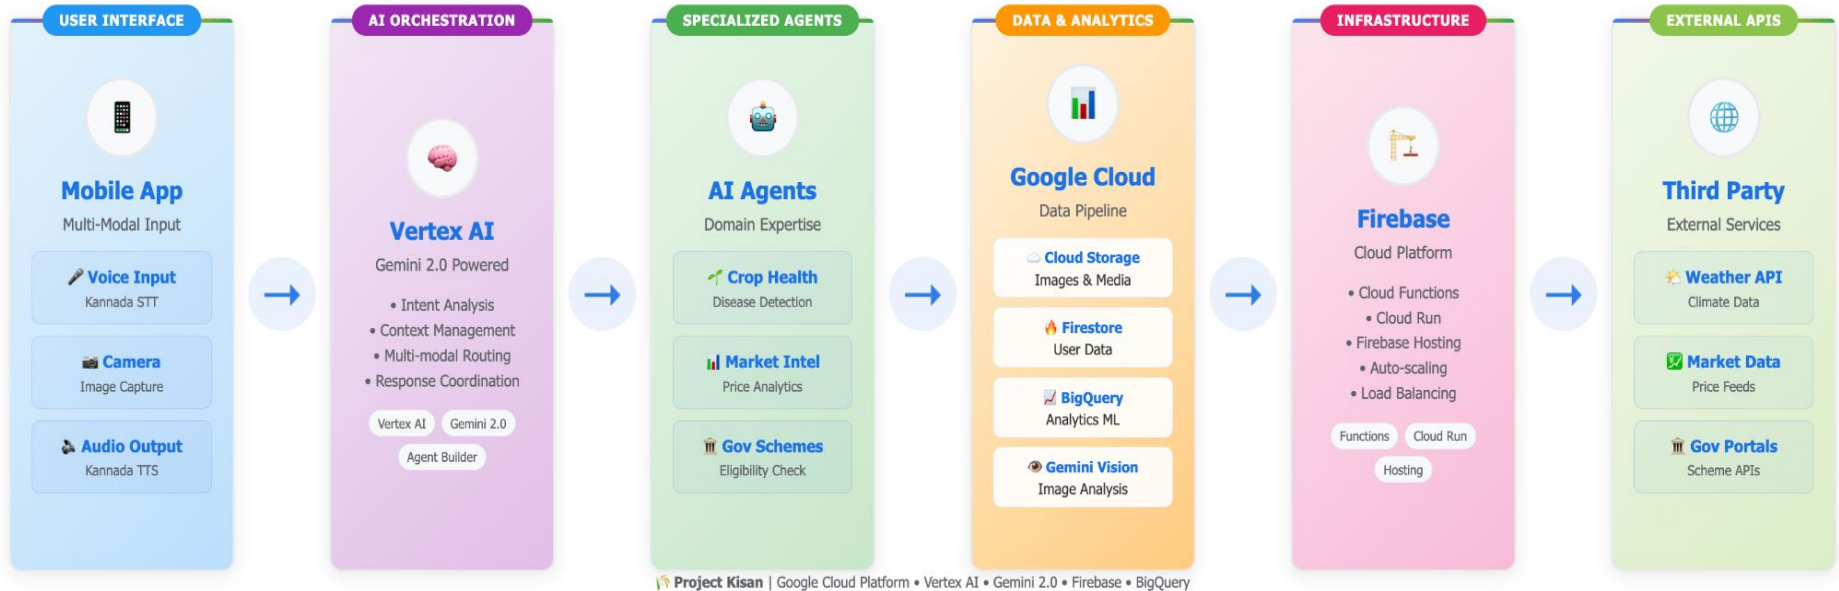 USER INTERFACE
Mobile App
Multi-Modal Input
Voice Input
Kannada STT
Camera
Image Capture
Audio Output
Kannada TTS
AI ORCHESTRATION
Vertex AI
Gemini 2.0 Powered
• Intent Analysis
• Context Management
• Multi-modal Routing
• Response Coordination
Vertex AI Gemini 2.0
Agent Builder
SPECIALIZED AGENTS
AI Agents
Domain Expertise
Crop Health
Disease Detection
Market Intel
Price Analytics
Gov Schemes
Eligibility Check
DATA & ANALYTICS
Google Cloud
Data Pipeline
Cloud Storage
Images & Media
Firestore
User Data
BigQuery
Analytics ML
Gemini Vision
Image Analysis
INFRASTRUCTURE
Firebase
Cloud Platform
• Cloud Functions
• Cloud Run
• Firebase Hosting
• Auto-scaling
• Load Balancing
Functions Cloud Run
Hosting
EXTERNAL APIS
Third Party
External Services
Weather API
Climate Data
Market Data
Price Feeds
Gov Portals
Scheme APIs
Project Kisan | Google Cloud Platform • Vertex AI • Gemini 2.0 • Firebase • BigQuery